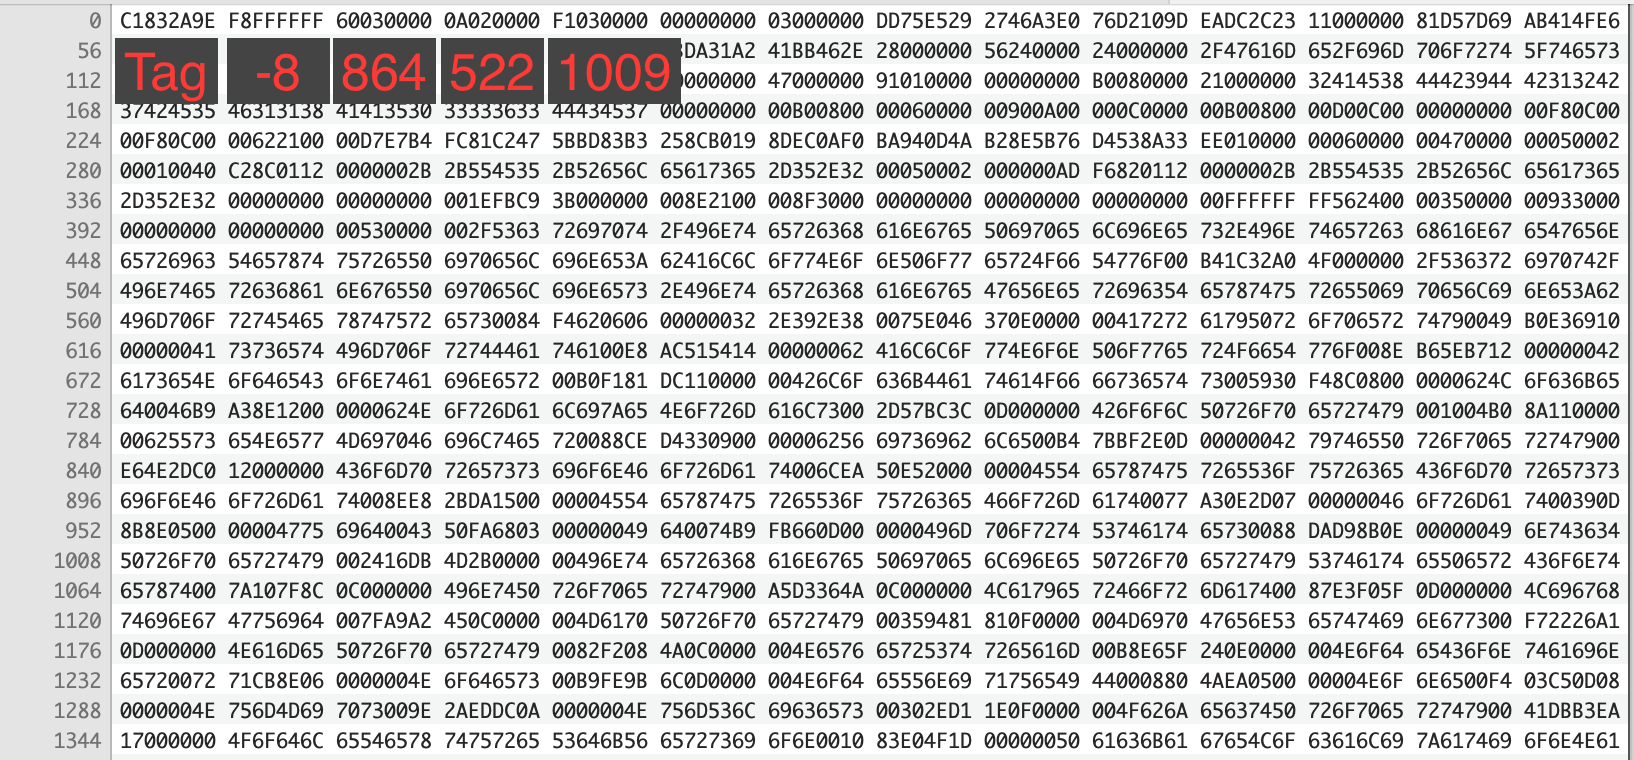 0 C1832A9E F8FFFFFF 60030000 0A020000 F1030000 00000000 03000000 DD75E529 2746A3E0 76D2109D EADC2C23 11000000 81D57D69 AB414FE6
56 Tag -8 864 522 1009 BDA31A2 41BB462E 28000000 56240000 24000000 2F47616D 652F696D 706F7274 5F746573
112 0000000 47000000 91010000 00000000 B0080000 21000000 32414538 44423944 42313242
168 37424535 46313138 41413530 33333633 44434537 00000000 00B00800 00060000 00900A00 000C0000 00B00800 00D00C00 00000000 00F80C00
224 00F80C00 00622100 00D7E7B4 FC81C247 5BBD83B3 258CB019 8DEC0AF0 BA940D4A B28E5B76 D4538A33 EE010000 00060000 00470000 00050002
280 00010040 C28C0112 0000002B 2B554535 2B52656C 65617365 2D352E32 00050002 000000AD F6820112 0000002B 2B554535 2B52656C 65617365
336 2D352E32 00000000 00000000 001EFBC9 3B000000 008E2100 008F3000 00000000 00000000 00000000 00FFFFFF FF562400 00350000 00933000
392 00000000 00000000 00530000 002F5363 72697074 2F496E74 65726368 616E6765 50697065 6C696E65 732E496E 74657263 68616E67 6547656E
448 65726963 54657874 75726550 6970656C 696E653A 62416C6C 6F774E6F 6E506F77 65724F66 54776F00 B41C32A0 4F000000 2F536372 6970742F
504 496E7465 72636861 6E676550 6970656C 696E6573 2E496E74 65726368 616E6765 47656E65 72696354 65787475 72655069 70656C69 6E653A62
560 496D706F 72745465 78747572 65730084 F4620606 00000032 2E392E38 0075E046 370E0000 00417272 61795072 6F706572 74790049 B0E36910
616 00000041 73736574 496D706F 72744461 746100E8 AC515414 00000062 416C6C6F 774E6F6E 506F7765 724F6654 776F008E B65EB712 00000042
672 6173654E 6F646543 6F6E7461 696E6572 00B0F181 DC110000 00426C6F 636B4461 74614F66 66736574 73005930 F48C0800 0000624C 6F636B65
728 640046B9 A38E1200 0000624E 6F726D61 6C697A65 4E6F726D 616C7300 2D57BC3C 0D000000 426F6F6C 50726F70 65727479 001004B0 8A110000
784 00625573 654E6577 4D697046 696C7465 720088CE D4330900 00006256 69736962 6C6500B4 7BBF2E0D 00000042 79746550 726F7065 72747900
840 E64E2DC0 12000000 436F6D70 72657373 696F6E46 6F726D61 74006CEA 50E52000 00004554 65787475 7265536F 75726365 436F6D70 72657373
896 696F6E46 6F726D61 74008EE8 2BDA1500 00004554 65787475 7265536F 75726365 466F726D 61740077 A30E2D07 00000046 6F726D61 7400390D
952 8B8E0500 00004775 69640043 50FA6803 00000049 640074B9 FB660D00 0000496D 706F7274 53746174 65730088 DAD98B0E 00000049 6E743634
1008 50726F70 65727479 002416DB 4D2B0000 00496E74 65726368 616E6765 50697065 6C696E65 50726F70 65727479 53746174 65506572 436F6E74
1064 65787400 7A107F8C 0C000000 496E7450 726F7065 72747900 A5D3364A 0C000000 4C617965 72466F72 6D617400 87E3F05F 0D000000 4C696768
1120 74696E67 47756964 007FA9A2 450C0000 004D6170 50726F70 65727479 00359481 810F0000 004D6970 47656E53 65747469 6E677300 F72226A1
1176 0D000000 4E616D65 50726F70 65727479 0082F208 4A0C0000 004E6576 65725374 7265616D 00B8E65F 240E0000 004E6F64 65436F6E 7461696E
1232 65720072 71CB8E06 0000004E 6F646573 00B9FE9B 6C0D0000 004E6F64 65556E69 71756549 44000880 4AEA0500 00004E6F 6E6500F4 03C50D08
1288 0000004E 756D4D69 7073009E 2AEDDC0A 0000004E 756D536C 69636573 00302ED1 1E0F0000 004F626A 65637450 726F7065 72747900 41DBB3EA
1344 17000000 4F6F646C 65546578 74757265 53646B56 65727369 6F6E0010 83E04F1D 00000050 61636B61 67654C6F 63616C69 7A617469 6F6E4E61